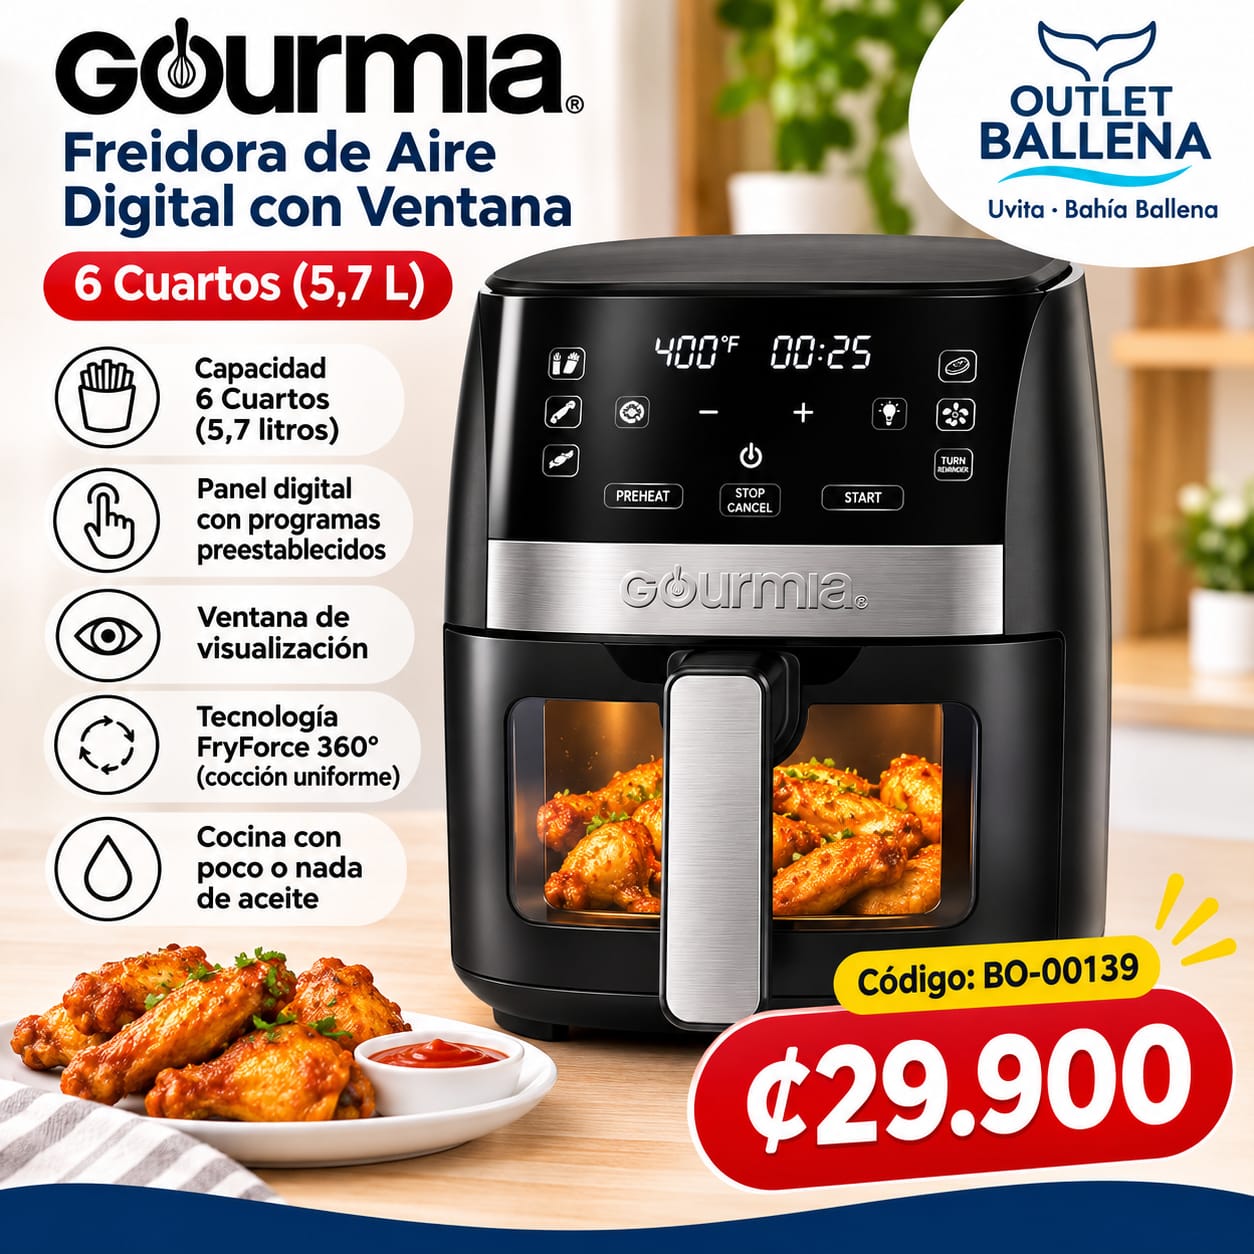 GOURMIA®
Freidora de Aire
Digital con Ventana
6 Cuartos (5,7 L)
OUTLET
BALLENA
Uvita • Bahía Ballena
Capacidad
6 Cuartos
(5,7 litros)
Panel digital
con programas
preestablecidos
Ventana de
visualización
Tecnología
FryForce 360°
(cocción uniforme)
Cocina con
poco o nada
de aceite
400°F 00:25
− +
TURN
REMINDER
PREHEAT
STOP
CANCEL
START
GOURMIA®
Código: BO-00139
₡29.900